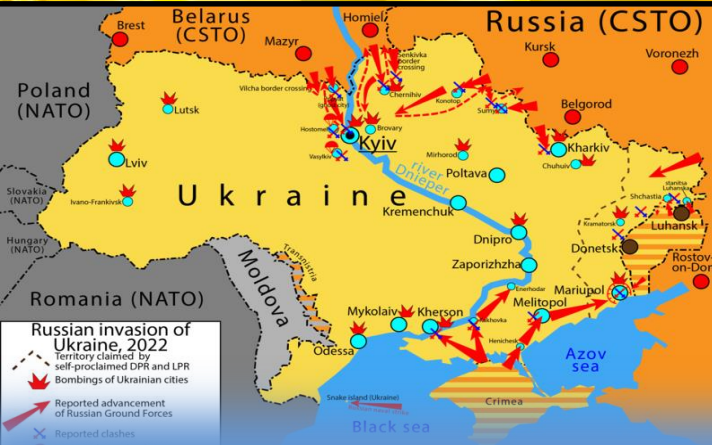 Brest
Belarus
(CSTO)
Mazyr
Homiel
Russia (CSTO)
Kursk
Voronezh
Belgorod
Poland
(NATO)
Slovakia
(NATO)
Hungary
(NATO)
Romania (NATO)
Moldova
Transnistria
Ukraine
Lutsk
Lviv
Ivano-Frankivsk
Vilcha border crossing
Senkivka
border
crossing
Chernihiv
Konotop
Sumy
Hostomel
Brovary
Kyiv
Vasylkiv
river
Dnieper
Mirhorod
Poltava
Kremenchuk
Kharkiv
Chuhuiv
Shchastia
stanitsa
Luhanska
Luhansk
Kramatorsk
Donetsk
Rostov-
on-Don
Dnipro
Zaporizhzha
Enerhodar
Mariupol
Melitopol
Mykolaiv
Kherson
Henichesk
Odessa
Azov
sea
Crimea
Snake island (Ukraine)
Black sea
Russian invasion of
Ukraine, 2022
Territory claimed by
self-proclaimed DPR and LPR
Bombings of Ukrainian cities
Reported advancement
of Russian Ground Forces
Reported clashes